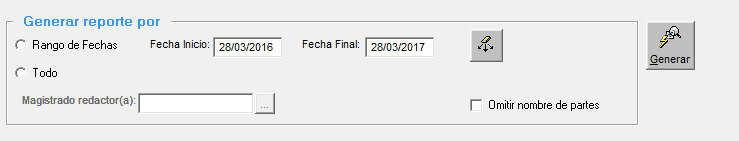 Generar reporte por
Rango de Fechas Fecha Inicio: 28/03/2016 Fecha Final: 28/03/2017
Generar
Todo
Magistrado redactor(a): ...
Omitir nombre de partes